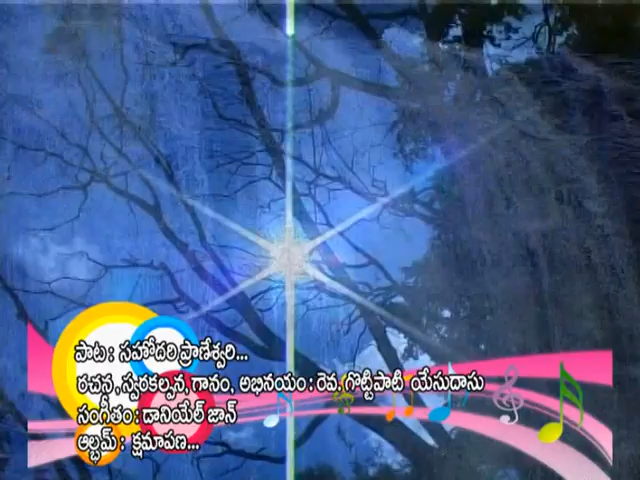 పాట : సహోదరి ప్రాణేశ్వరి...
రచన, స్వరకల్పన, గానం, అభినయం : రెవ. గొట్టిపాటి యేసుదాసు
సంగీతం : డానియేల్ జాన్
ఆల్బమ్ : క్షమాపణ...